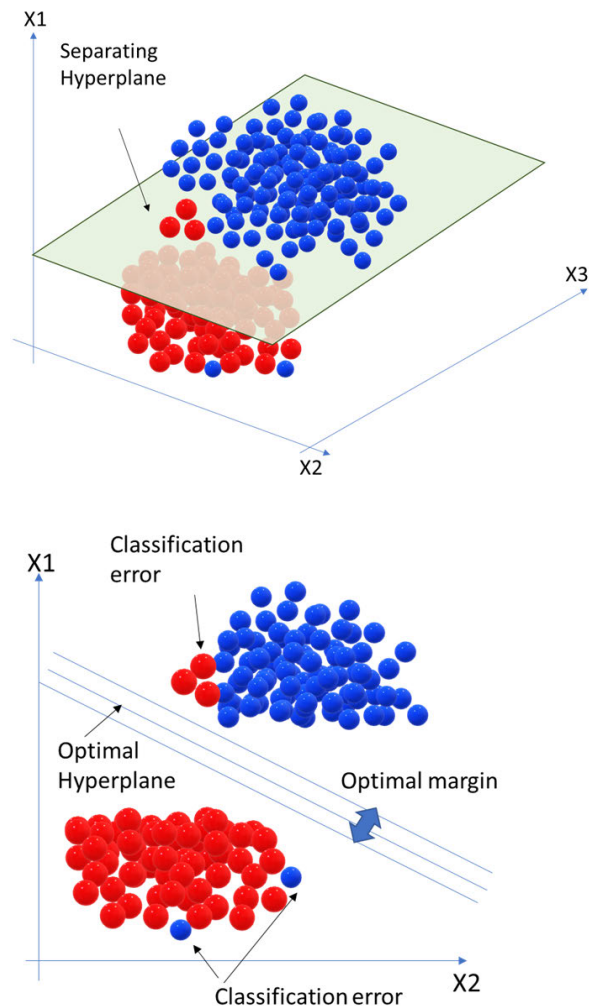 X1
Separating
Hyperplane
X3
X2
Classification
error
X1
Optimal
Hyperplane
Optimal margin
X2
Classification error